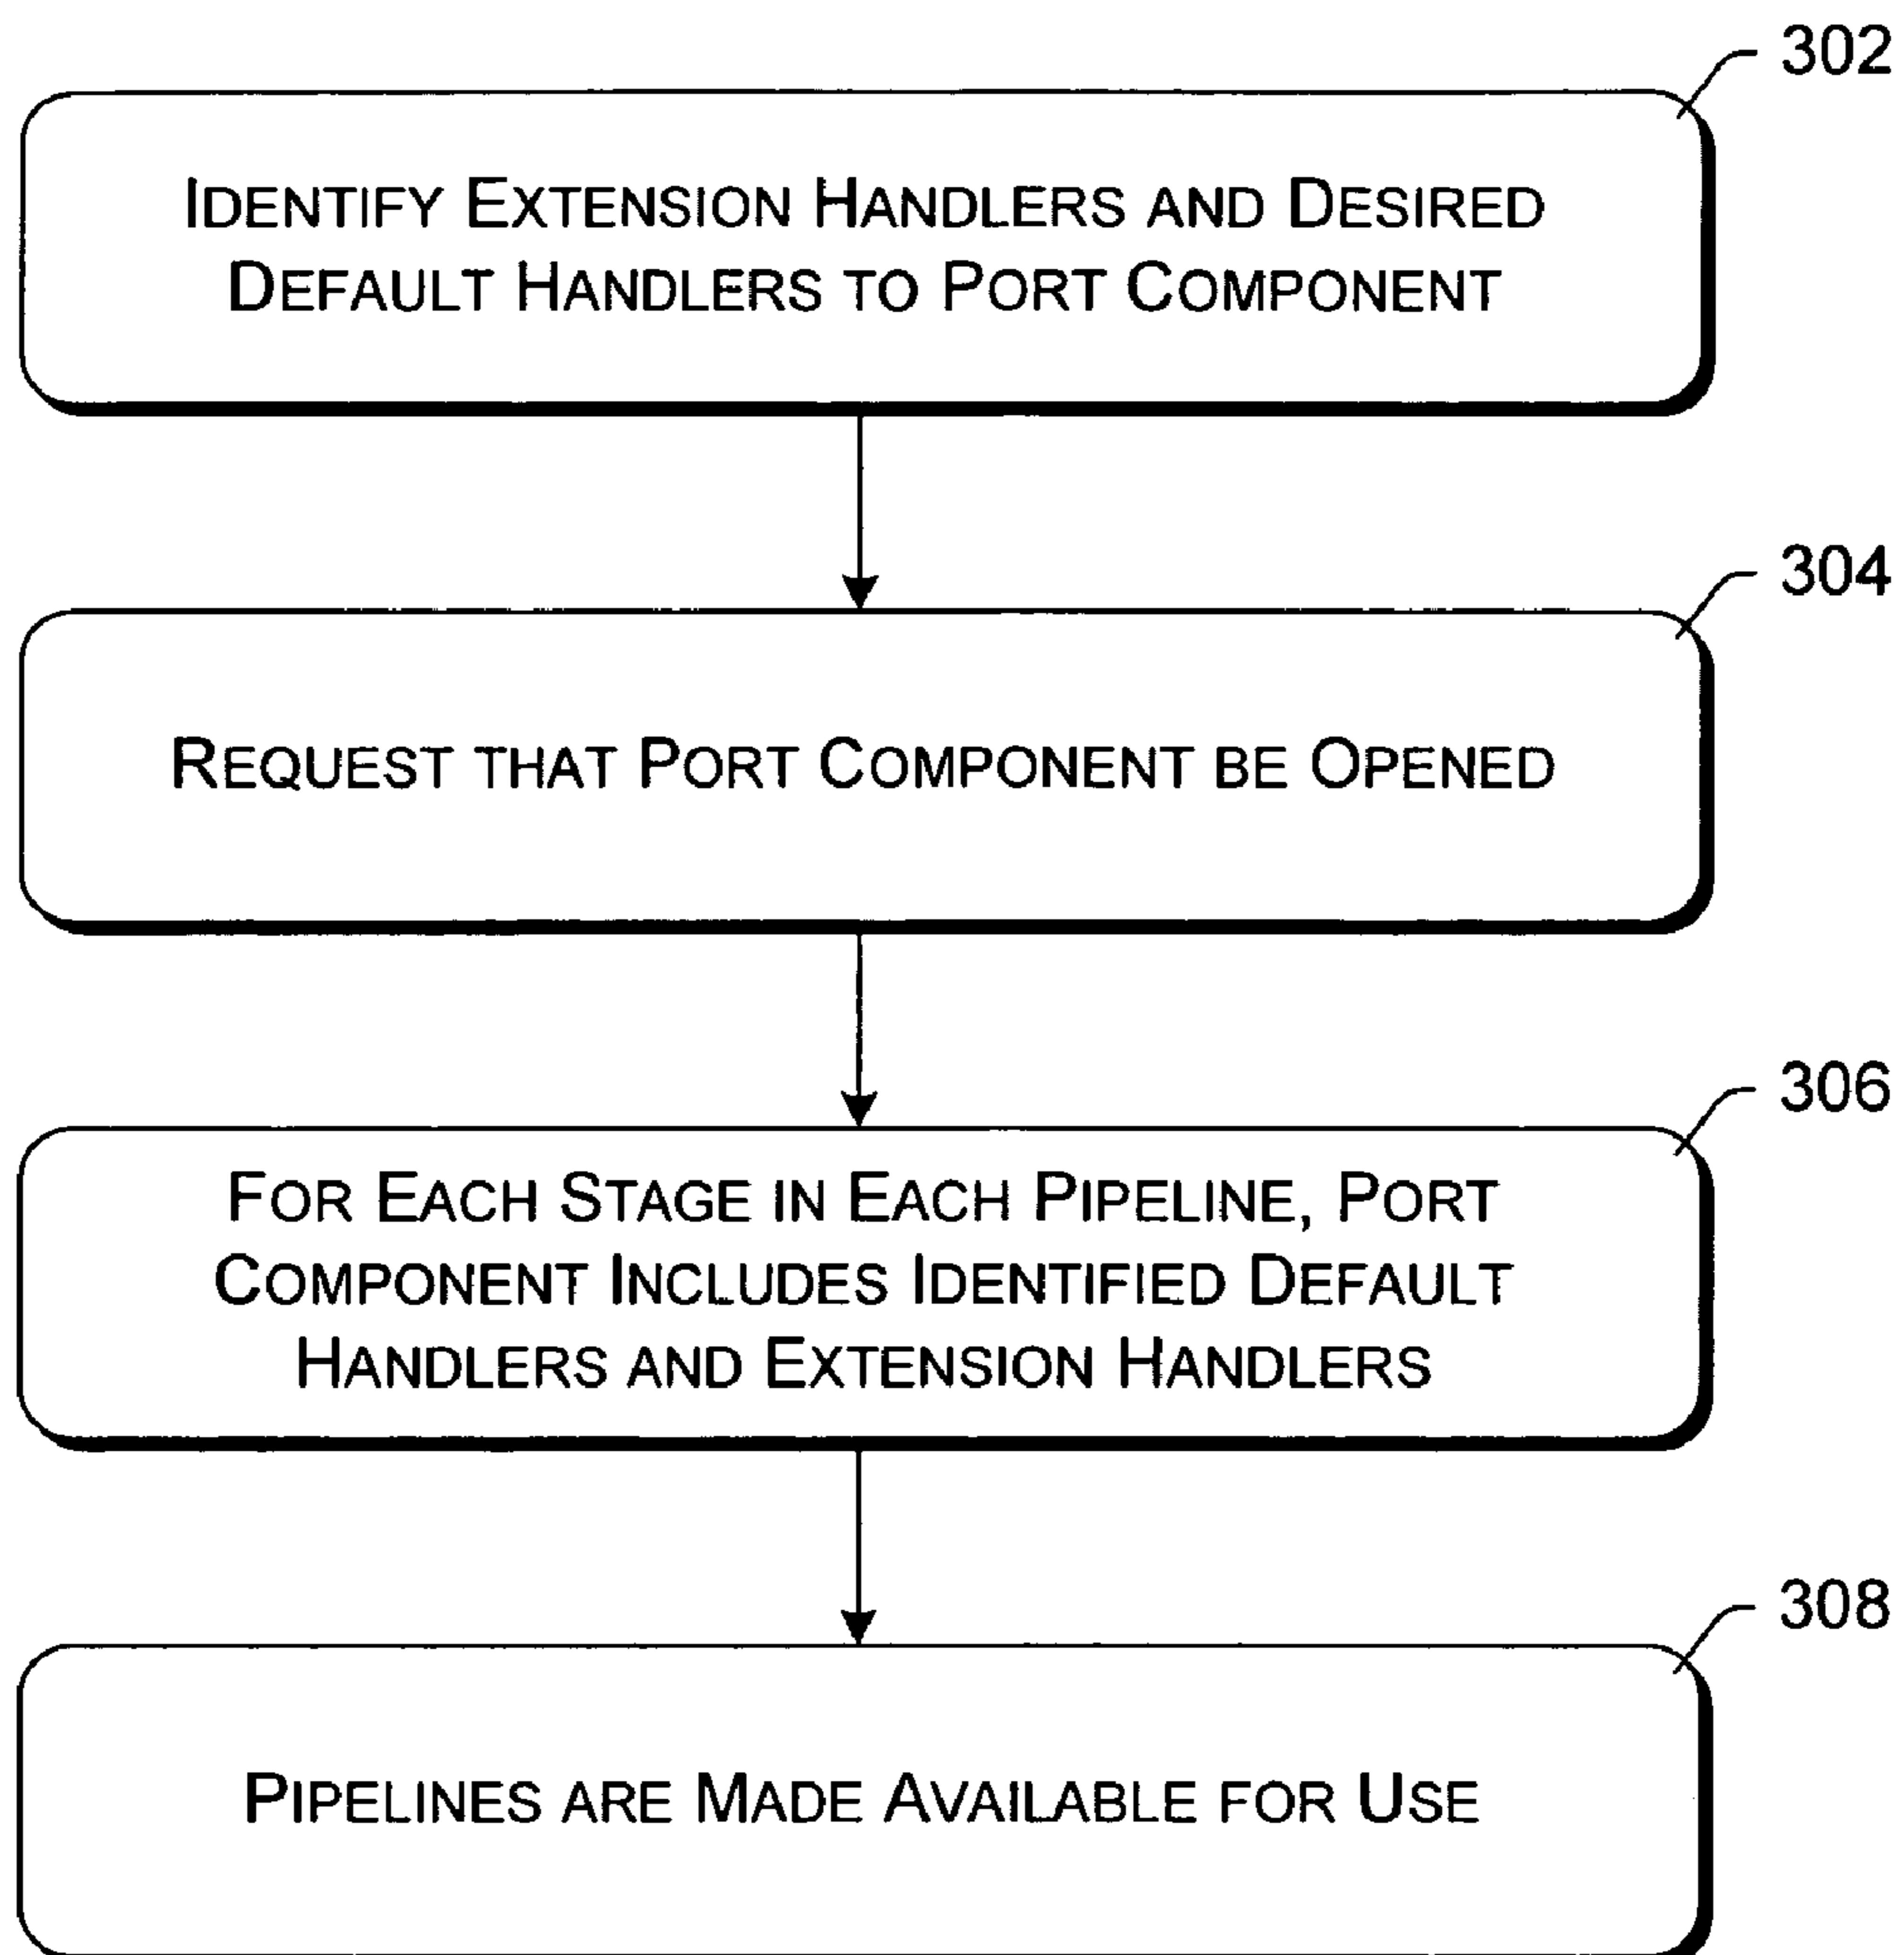 302
IDENTIFY EXTENSION HANDLERS AND DESIRED
DEFAULT HANDLERS TO PORT COMPONENT
304
REQUEST THAT PORT COMPONENT BE OPENED
306
FOR EACH STAGE IN EACH PIPELINE, PORT
COMPONENT INCLUDES IDENTIFIED DEFAULT
HANDLERS AND EXTENSION HANDLERS
308
PIPELINES ARE MADE AVAILABLE FOR USE